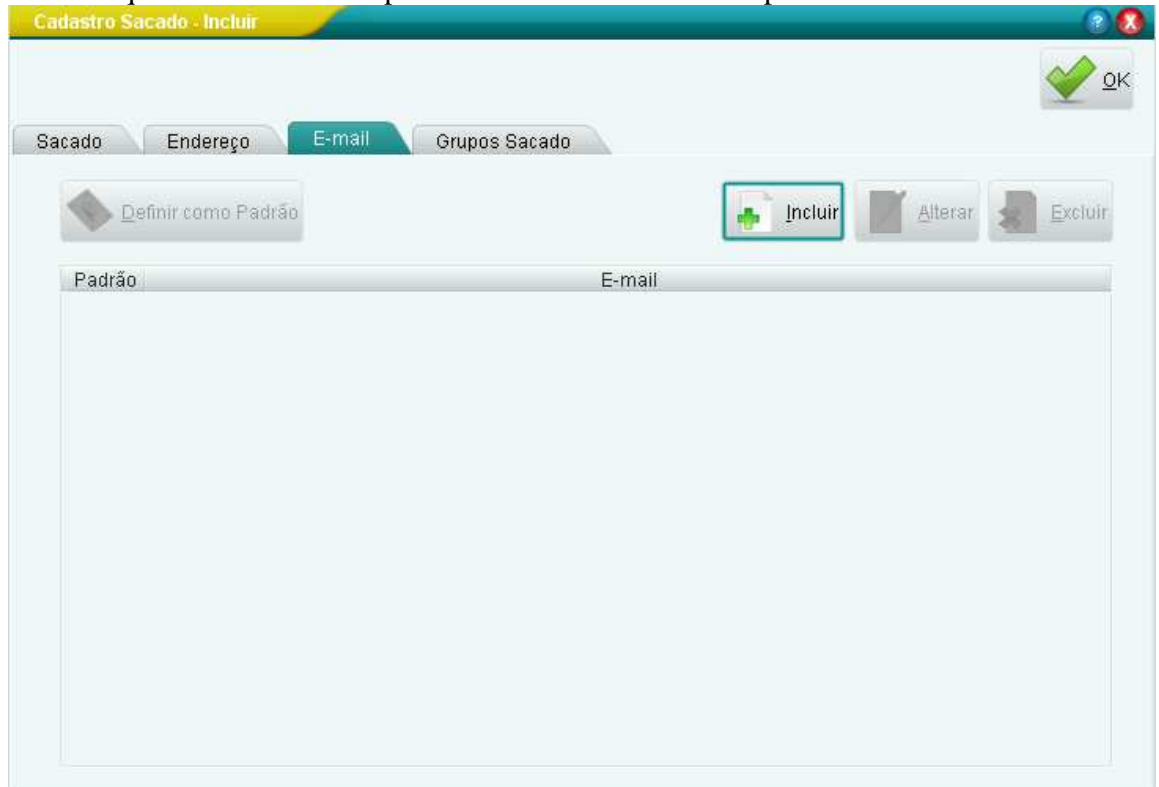 Cadastro Sacado - Incluir
OK
Sacado Endereço E-mail Grupos Sacado
Definir como Padrão Incluir Alterar Excluir
Padrão E-mail